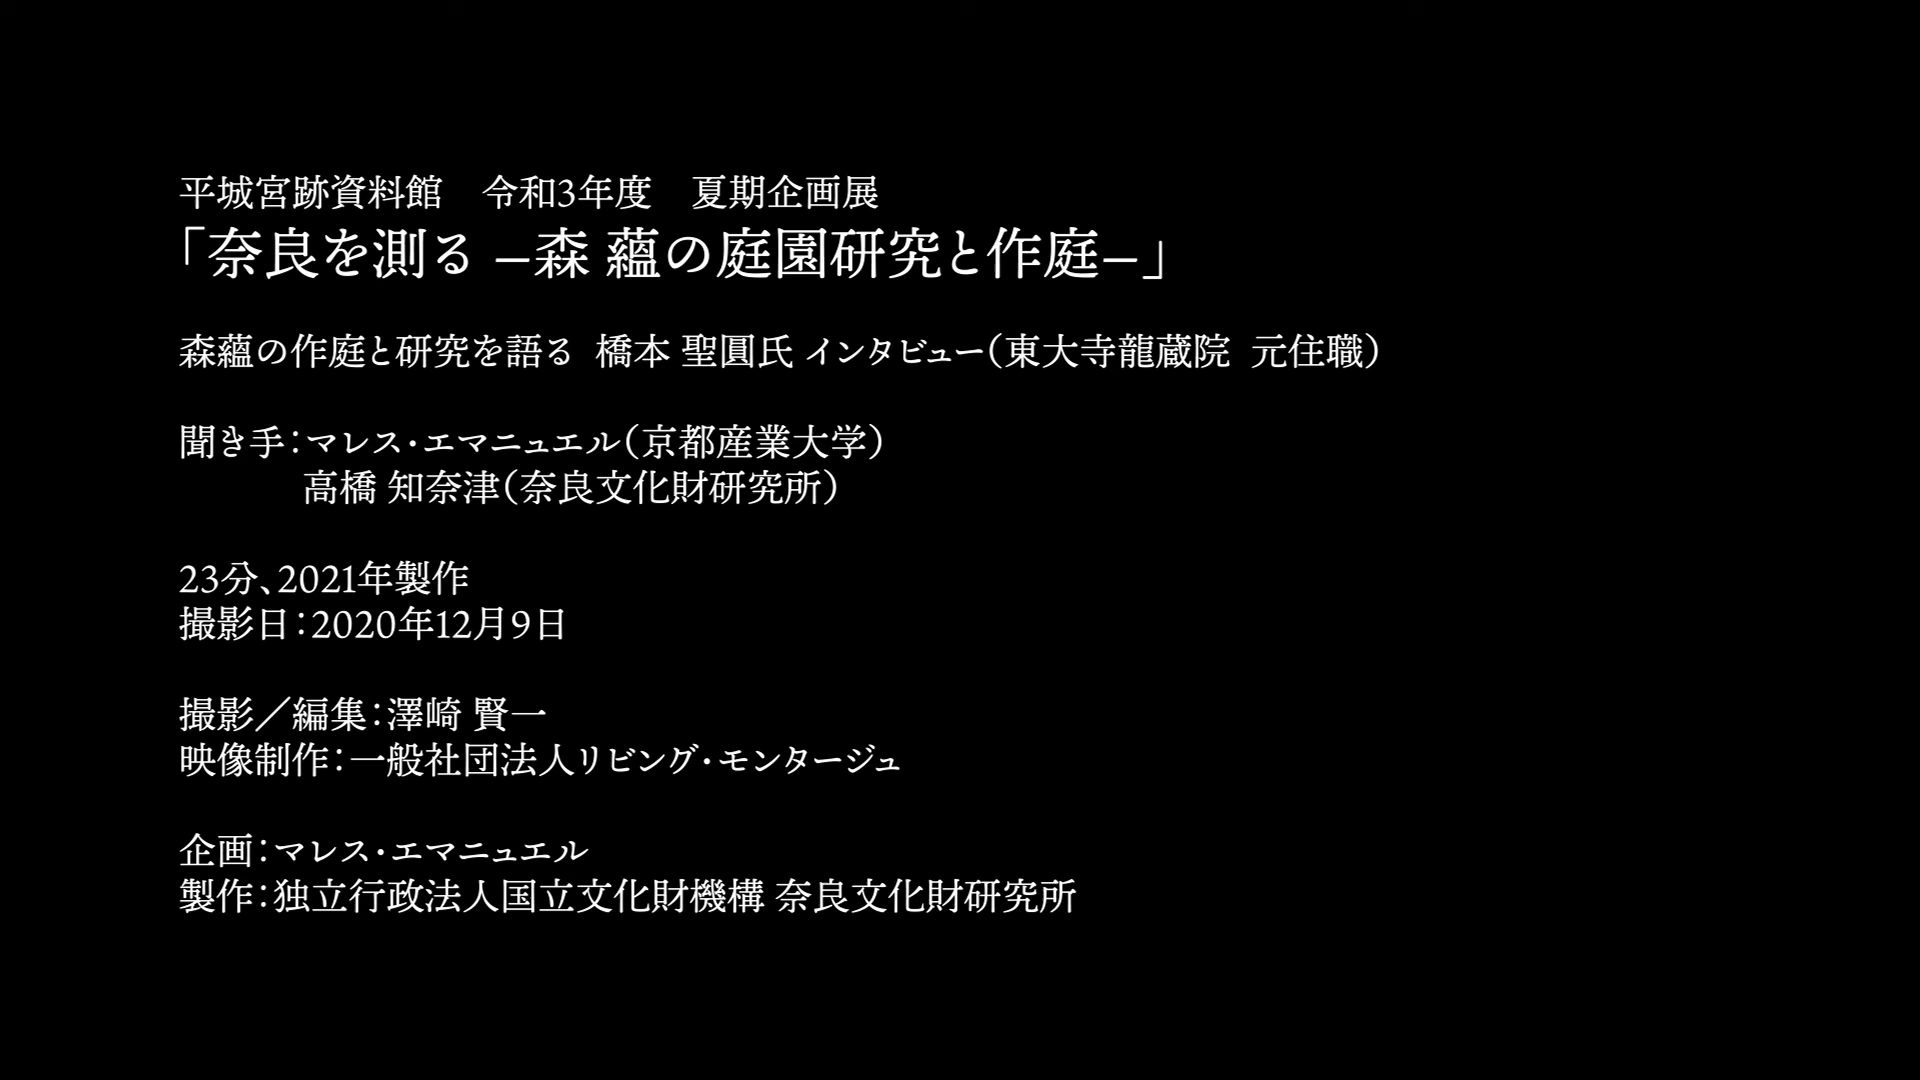 平城宮跡資料館　令和3年度　夏期企画展
「奈良を測る –森 蘊の庭園研究と作庭–」
森蘊の作庭と研究を語る 橋本 聖圓氏 インタビュー（東大寺龍蔵院 元住職）
聞き手：マレス・エマニュエル（京都産業大学）
高橋 知奈津（奈良文化財研究所）
23分、2021年製作
撮影日：2020年12月9日
撮影／編集：澤崎 賢一
映像制作：一般社団法人リビング・モンタージュ
企画：マレス・エマニュエル
製作：独立行政法人国立文化財機構 奈良文化財研究所